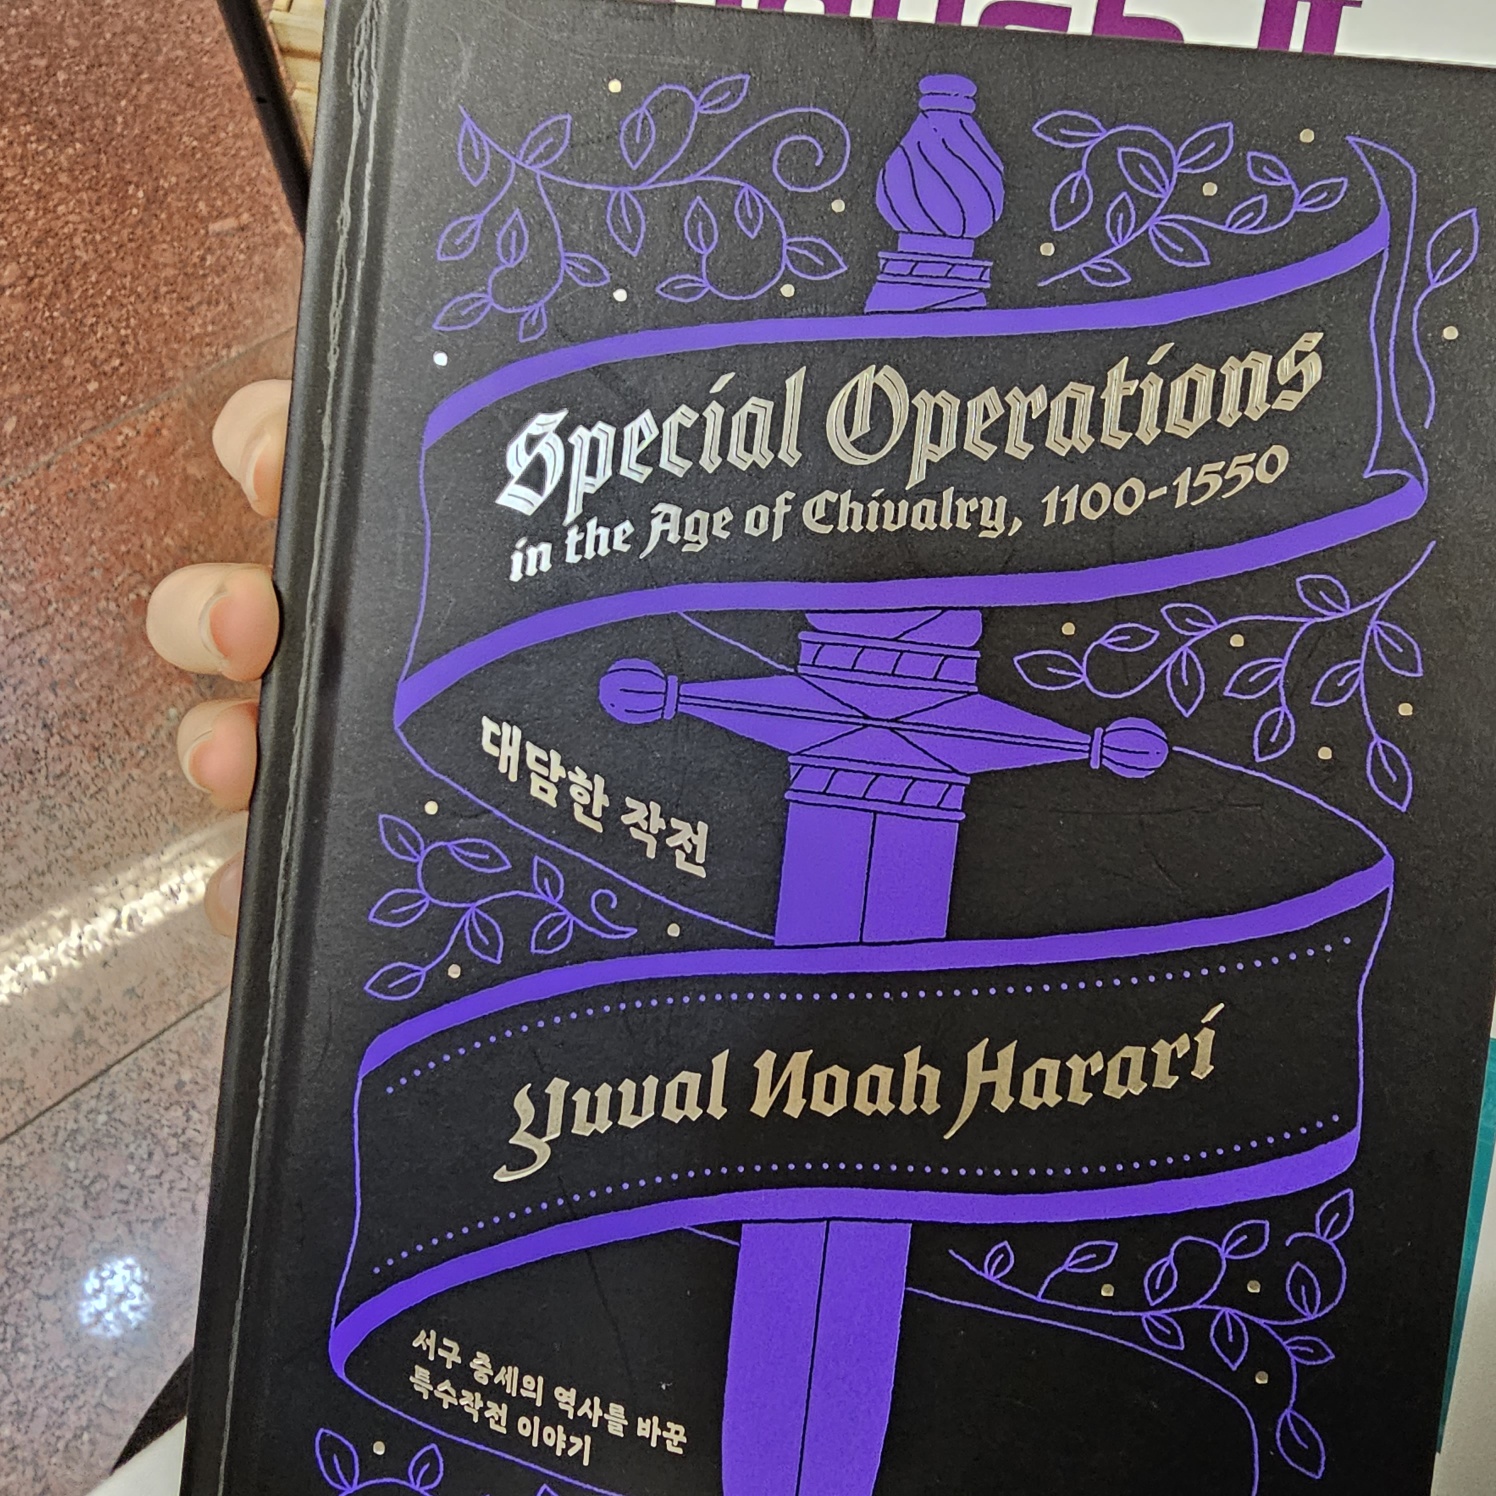 Special Operations
in the Age of Chivalry, 1100-1550
대담한 작전
Yuval Noah Harari
서구 중세의 역사를 바꾼
특수작전 이야기